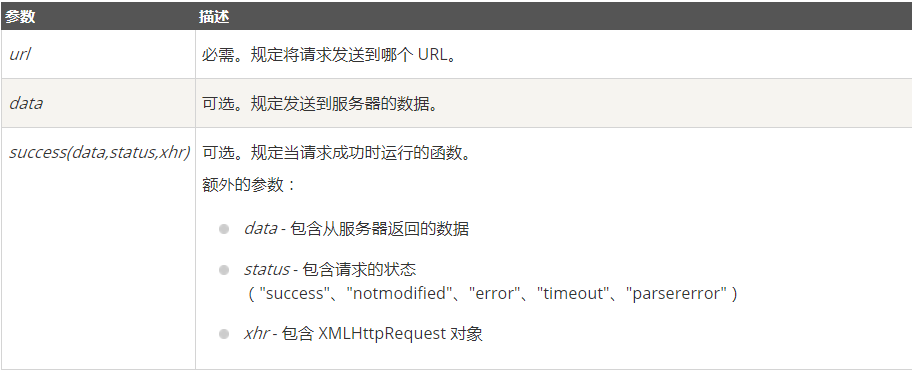 参数 描述
url 必需。规定将请求发送到哪个 URL。
data 可选。规定发送到服务器的数据。
success(data,status,xhr) 可选。规定当请求成功时运行的函数。
额外的参数：
data - 包含从服务器返回的数据
status - 包含请求的状态
（ "success"、"notmodified"、"error"、"timeout"、"parsererror" ）
xhr - 包含 XMLHttpRequest 对象